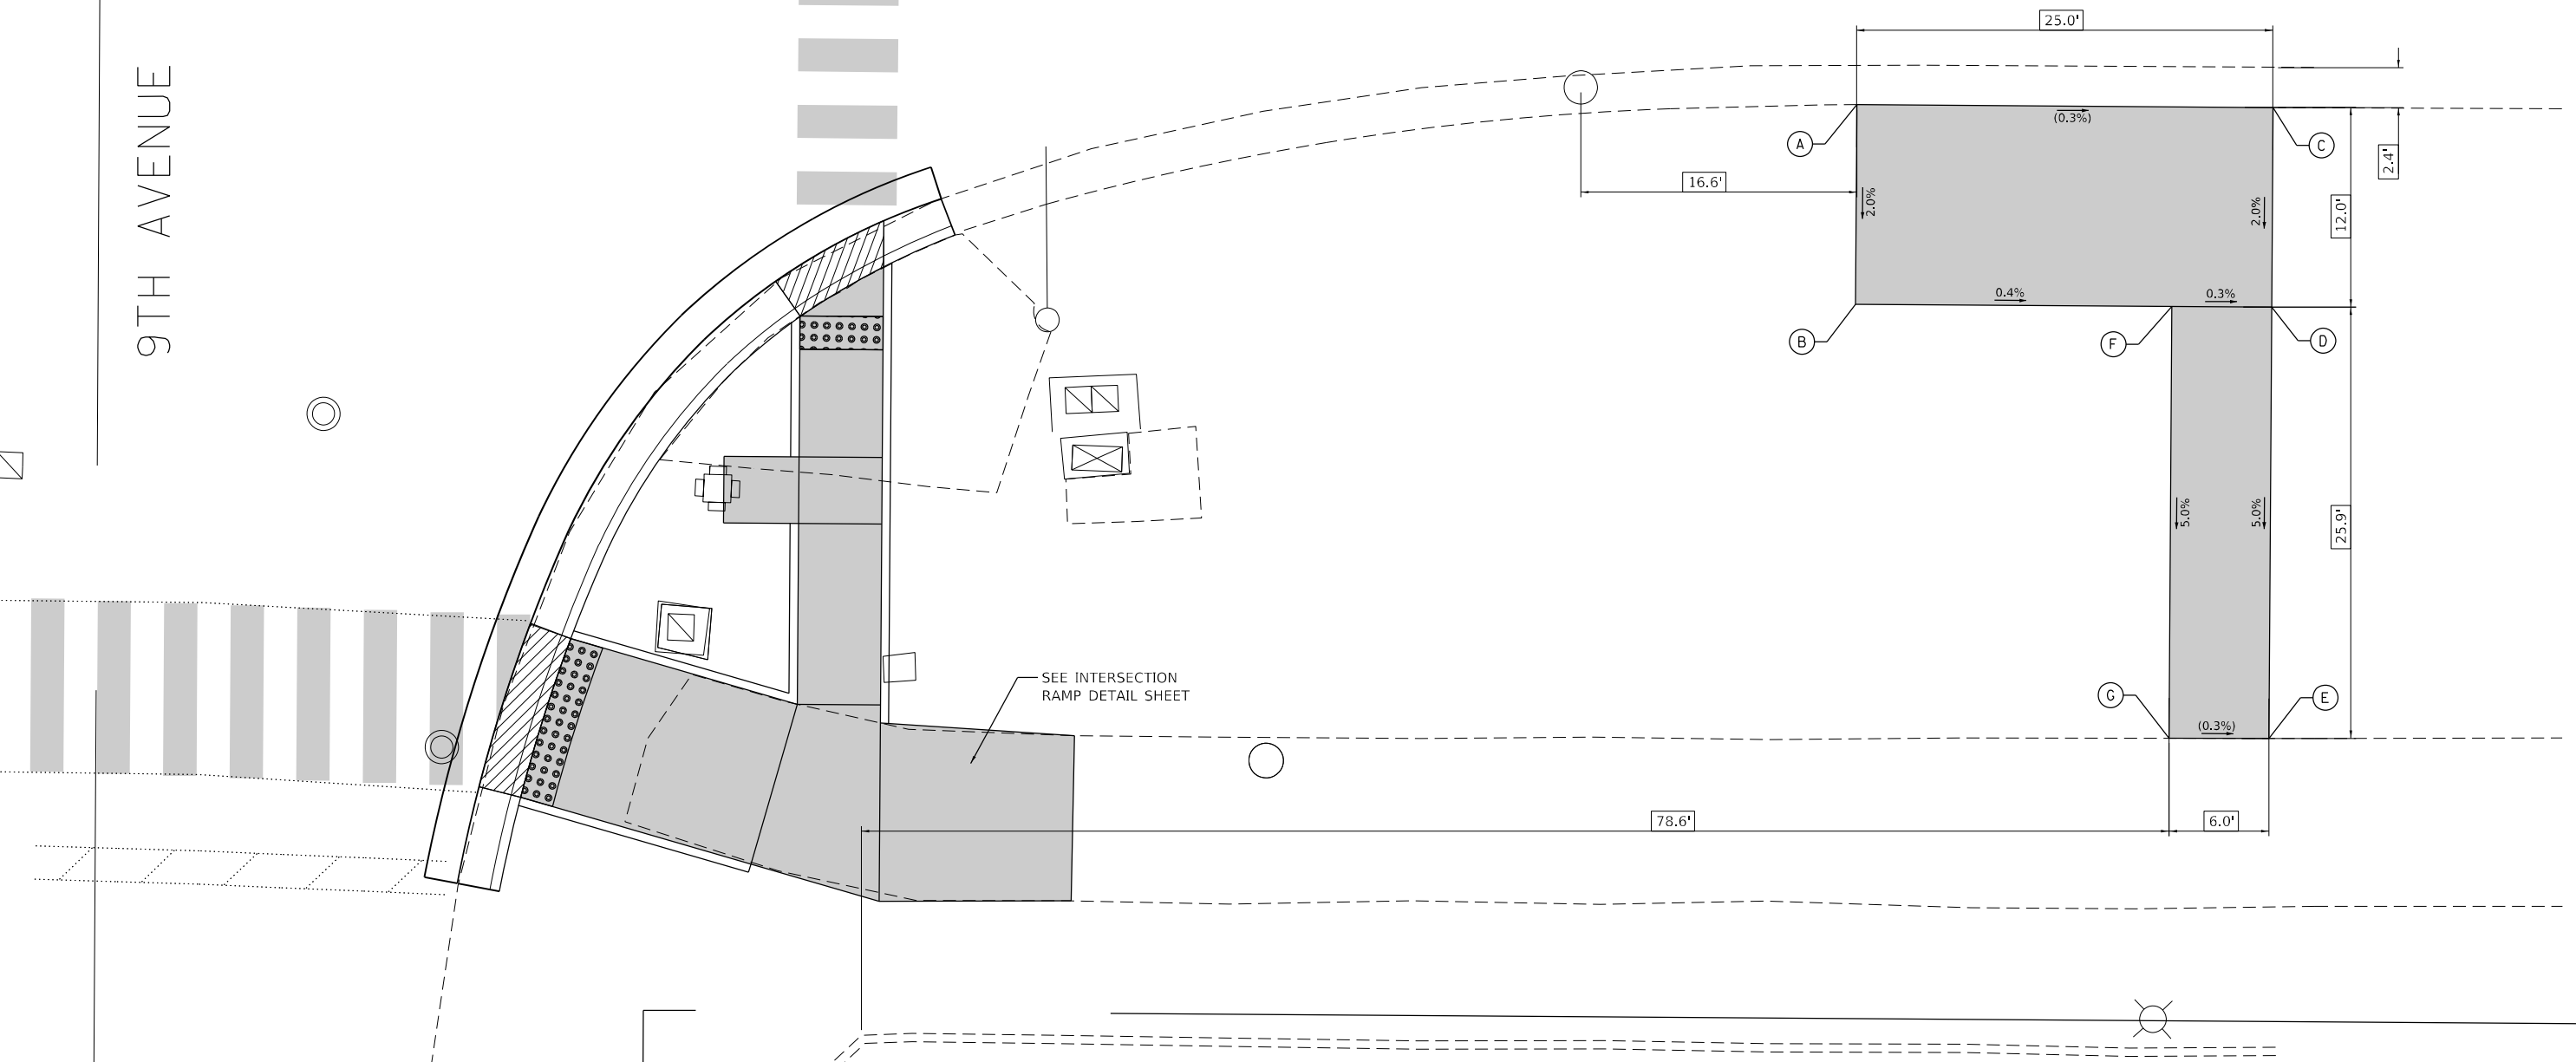 25.0'
9TH AVENUE
(0.3%)
A
C
2.4'
16.6'
2.0%
2.0%
12.0'
0.4%
0.3%
B
F
D
5.0%
5.0%
25.9'
SEE INTERSECTION
RAMP DETAIL SHEET
G
E
(0.3%)
78.6'
6.0'